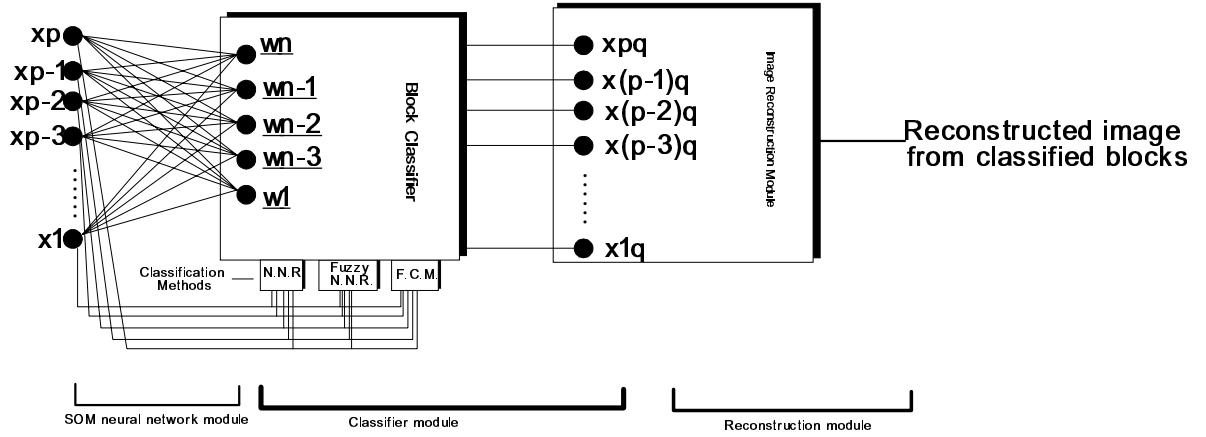 xp
xp-1
xp-2
xp-3
x1
wn
wn-1
wn-2
wn-3
w1
Block Classifier
Classification
Methods
N.N.R
Fuzzy
N.N.R.
F.C.M.
xpq
x(p-1)q
x(p-2)q
x(p-3)q
x1q
Image Reconstruction Module
Reconstructed image
from classified blocks
SOM neural network module
Classifier module
Reconstruction module